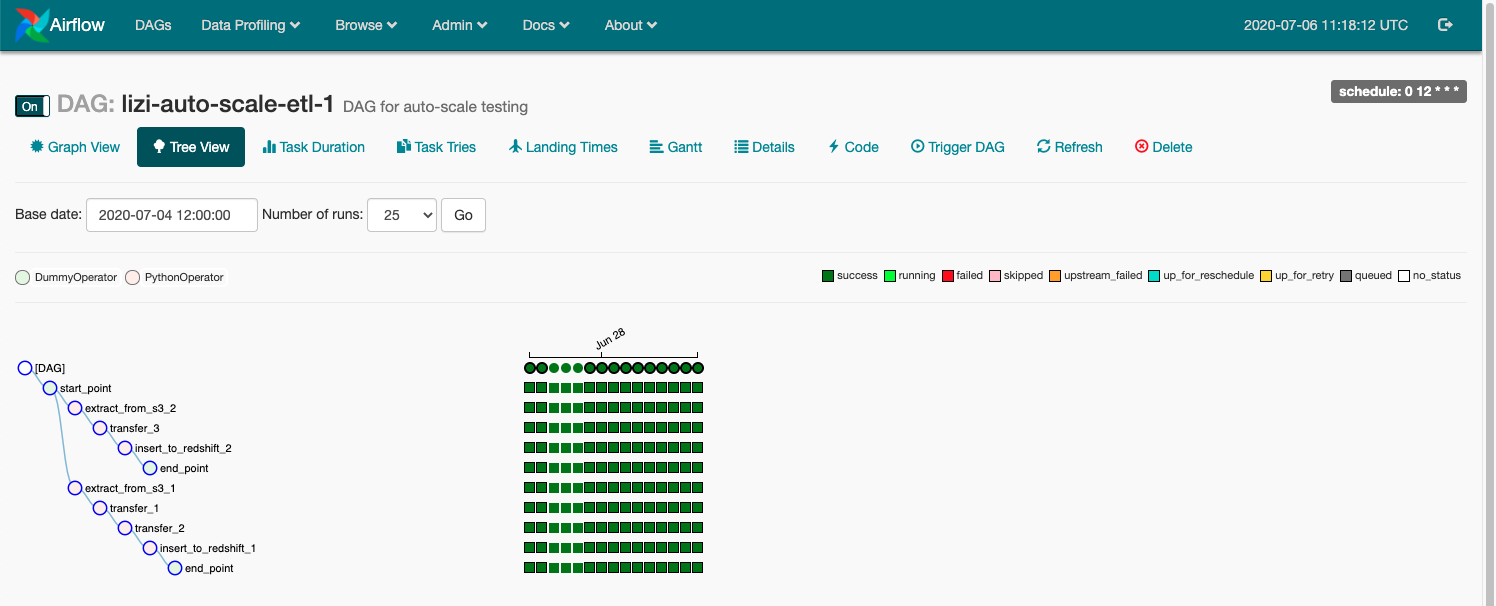 Airflow DAGs Data Profiling Browse Admin Docs About 2020-07-06 11:18:12 UTC
On DAG: lizi-auto-scale-etl-1 DAG for auto-scale testing schedule: 0 12 * * *
Graph View Tree View Task Duration Task Tries Landing Times Gantt Details Code Trigger DAG Refresh Delete
Base date: 2020-07-04 12:00:00 Number of runs: 25 Go
DummyOperator PythonOperator success running failed skipped upstream_failed up_for_reschedule up_for_retry queued no_status
Jun 28
[DAG]
start_point
extract_from_s3_2
transfer_3
insert_to_redshift_2
end_point
extract_from_s3_1
transfer_1
transfer_2
insert_to_redshift_1
end_point